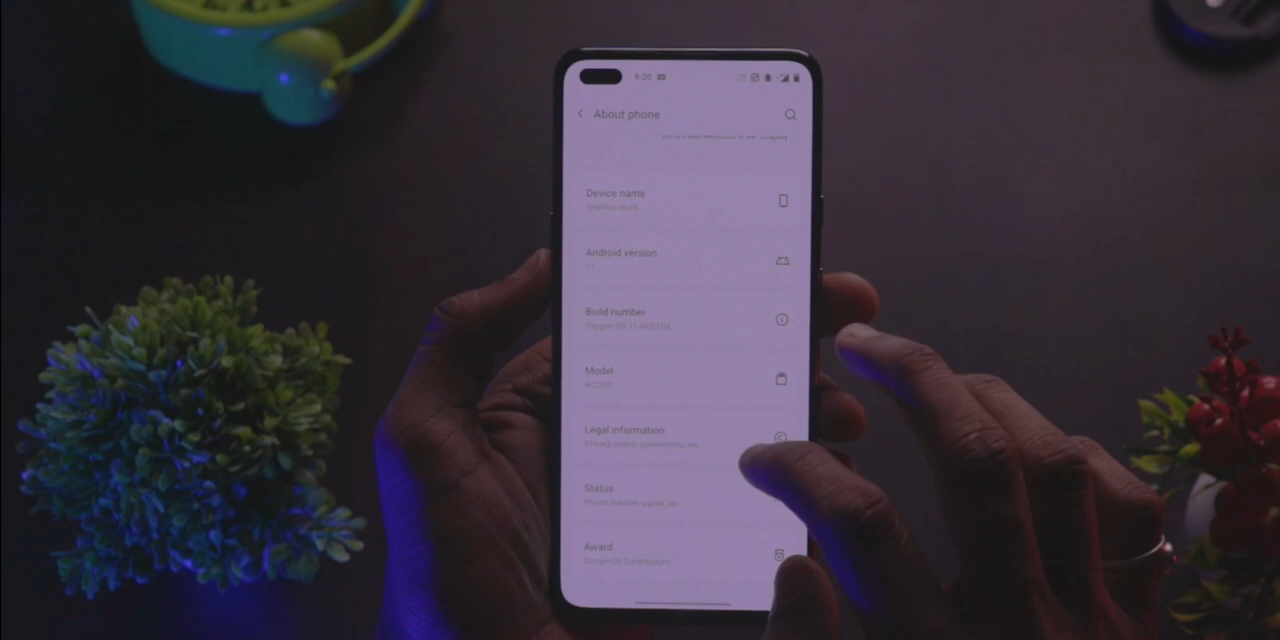 9:20
About phone
Device name
OnePlus Nord
Android version
11
Build number
Oxygen OS 11
Model
AC2001
Legal information
Privacy policy, agreements, etc.
Status
Phone number, signal, etc.
Award
OxygenOS Contributors